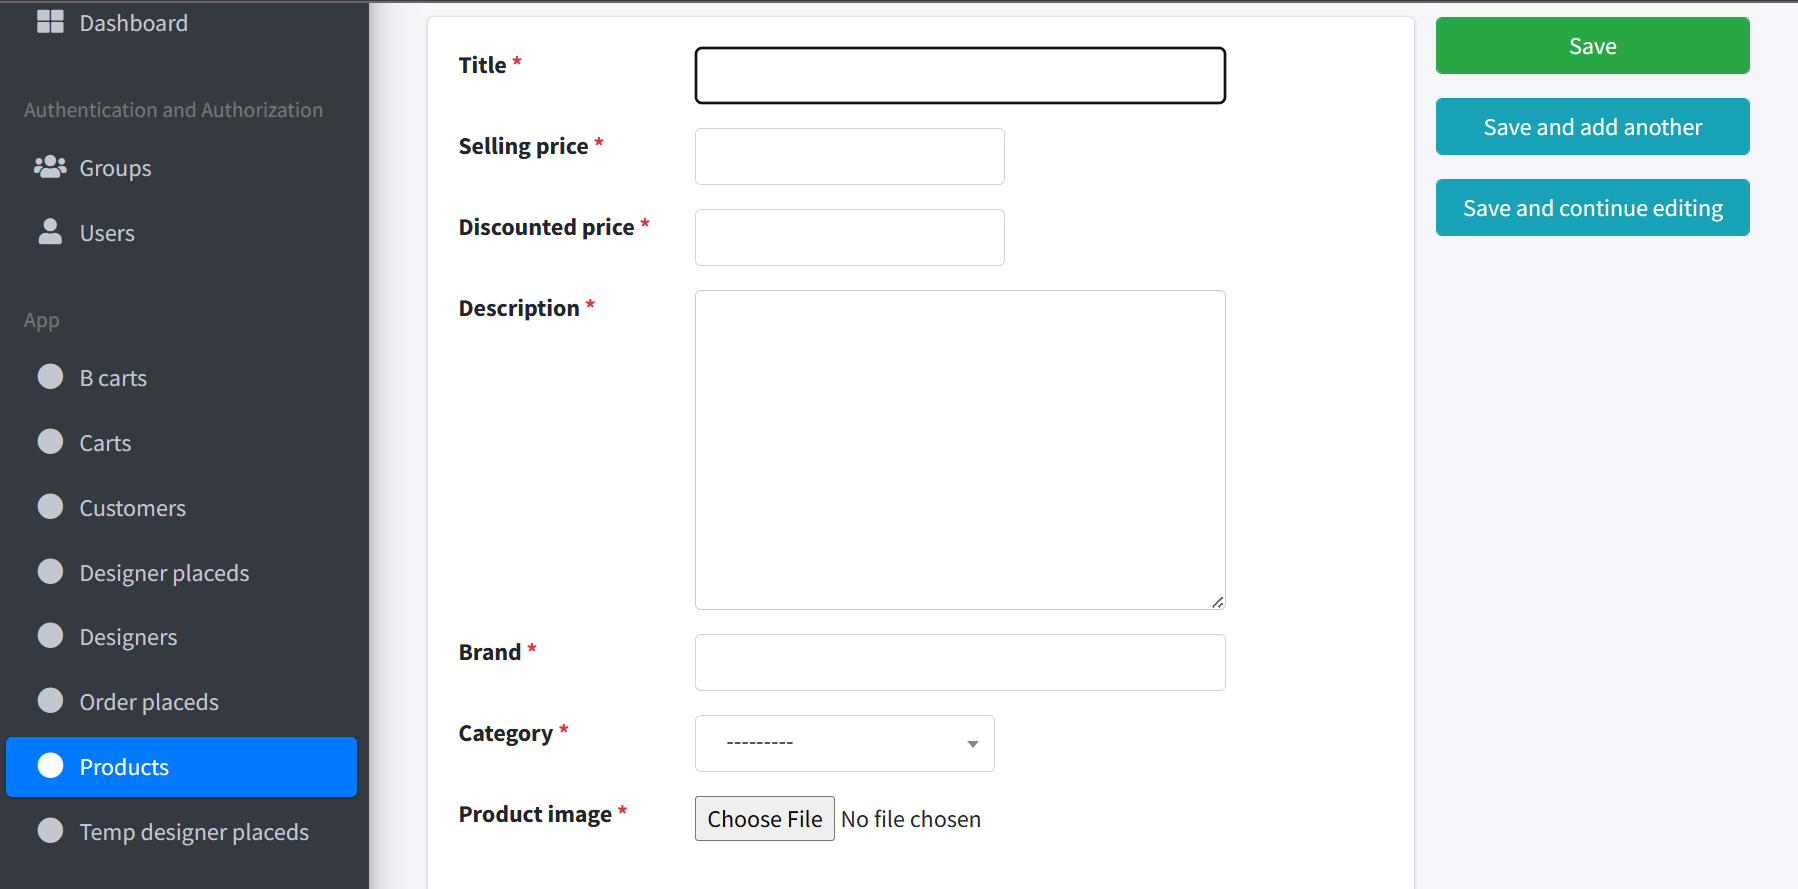 Dashboard
Authentication and Authorization
Groups
Users
App
B carts
Carts
Customers
Designer placeds
Designers
Order placeds
Products
Temp designer placeds
Title *
Selling price *
Discounted price *
Description *
Brand *
Category *
---------
Product image *
Choose File No file chosen
Save
Save and add another
Save and continue editing